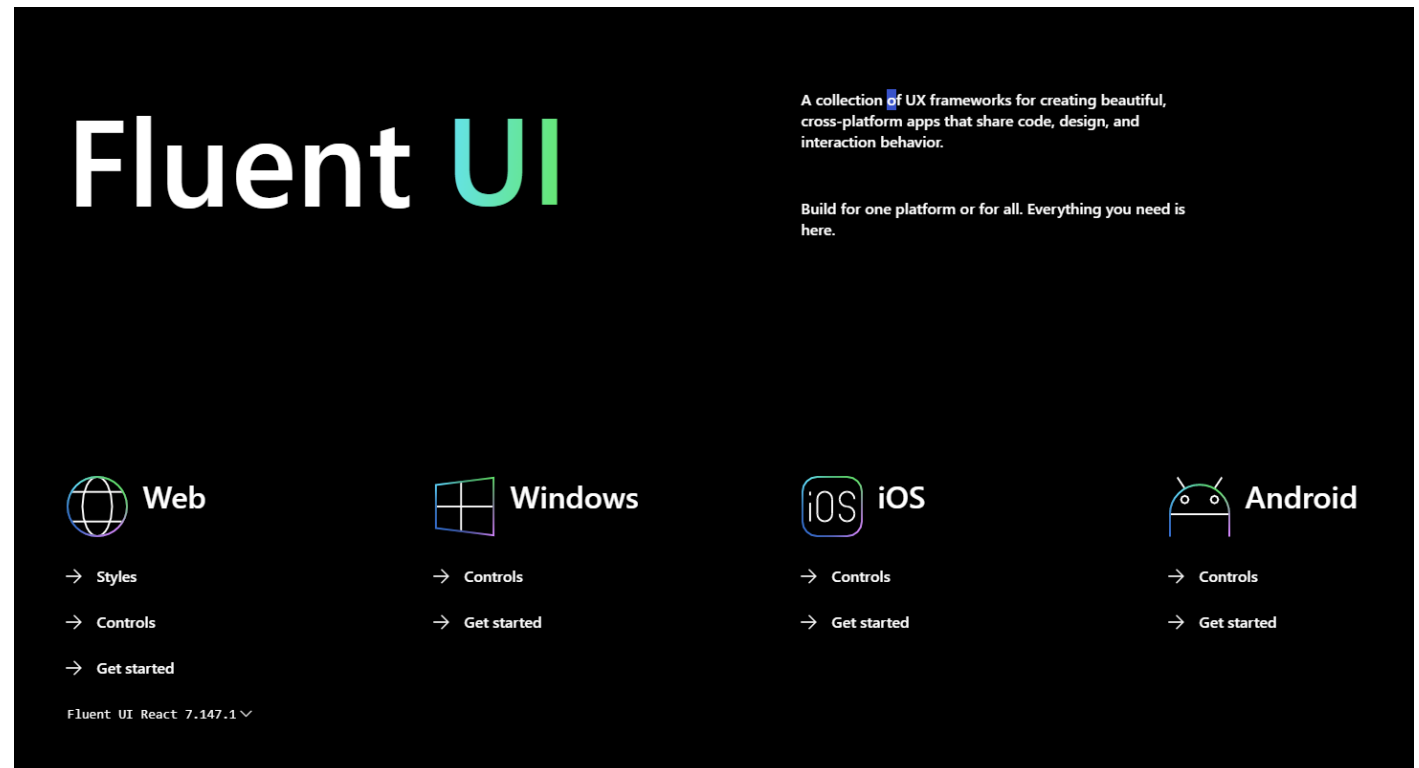 Fluent UI
A collection of UX frameworks for creating beautiful,
cross-platform apps that share code, design, and
interaction behavior.
Build for one platform or for all. Everything you need is
here.
Web
Styles
Controls
Get started
Fluent UI React 7.147.1
Windows
Controls
Get started
iOS
iOS
Controls
Get started
Android
Controls
Get started